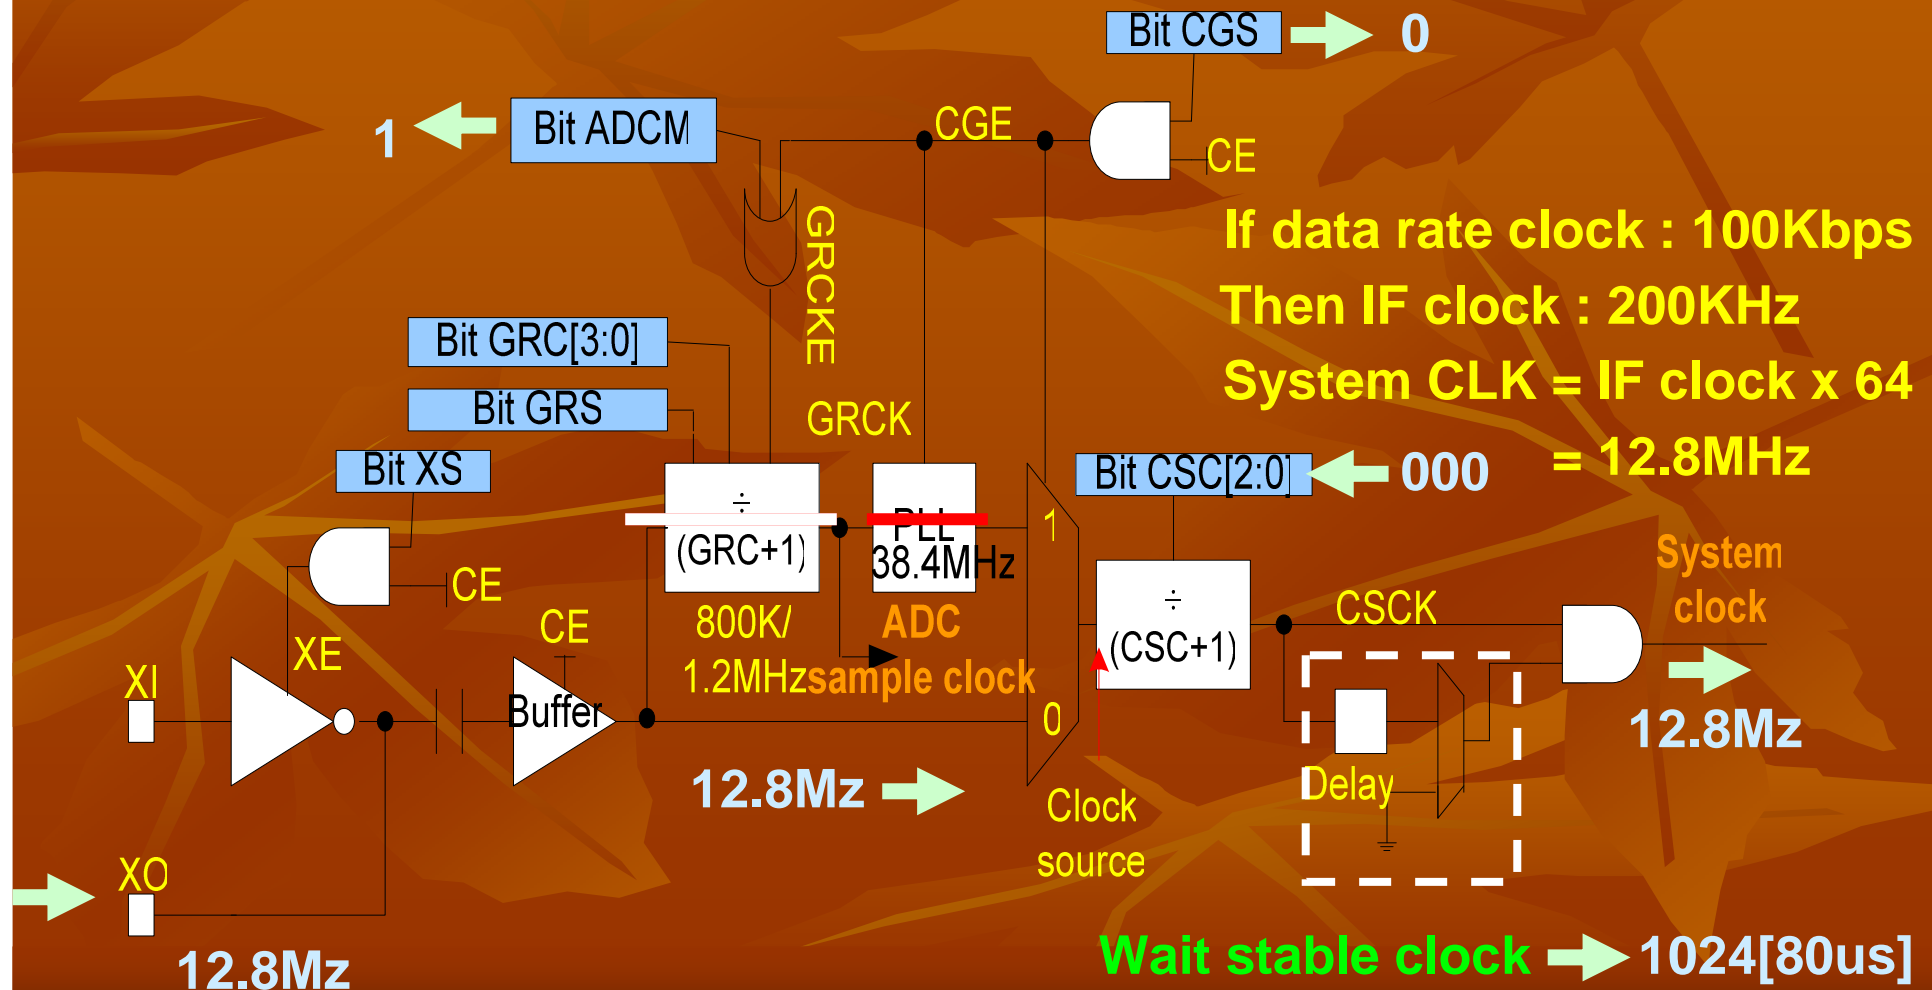 Bit CGS
0
1
Bit ADCM
CGE
CE
If data rate clock : 100Kbps
Then IF clock : 200KHz
System CLK = IF clock x 64
= 12.8MHz
GRCKE
Bit GRC[3:0]
Bit GRS
GRCK
Bit XS
Bit CSC[2:0]
000
÷
(GRC+1)
PLL
38.4MHz
1
System
clock
CE
CE
800K/
1.2MHz
ADC
sample clock
÷
(CSC+1)
CSCK
XE
XI
Buffer
0
12.8Mz
12.8Mz
Delay
Clock
source
XO
12.8Mz
Wait stable clock
1024[80us]